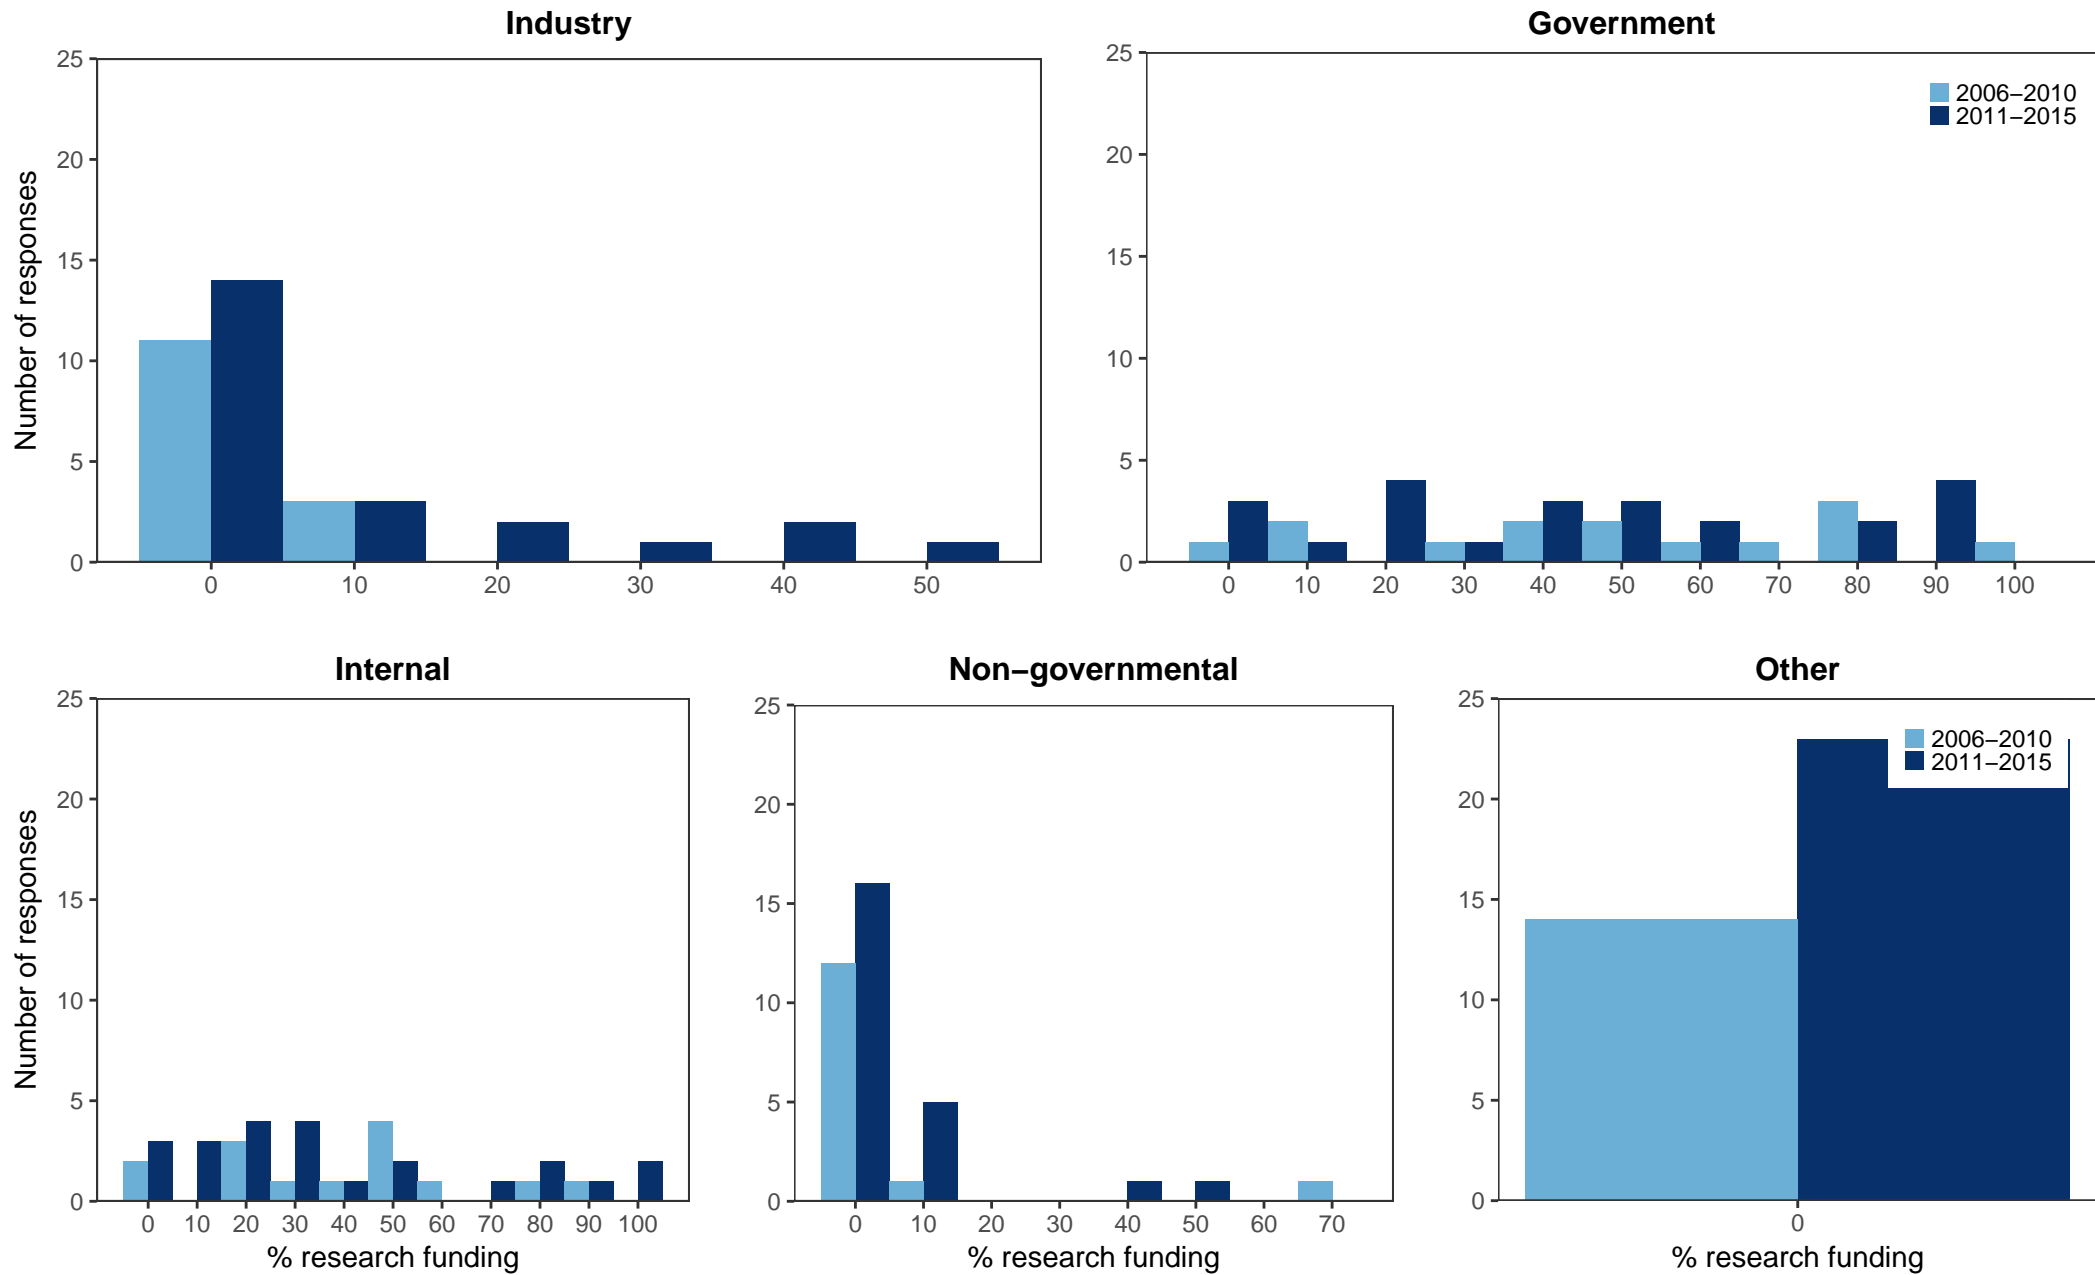 Industry
Government
Number of responses
25
20
15
10
5
0
0 10 20 30 40 50
25
20
15
10
5
0
0 10 20 30 40 50 60 70 80 90 100
2006–2010
2011–2015
Internal
Non–governmental
Other
Number of responses
25
20
15
10
5
0
0 10 20 30 40 50 60 70 80 90 100
% research funding
25
20
15
10
5
0
0 10 20 30 40 50 60 70
% research funding
25
20
15
10
5
0
0
% research funding
2006–2010
2011–2015